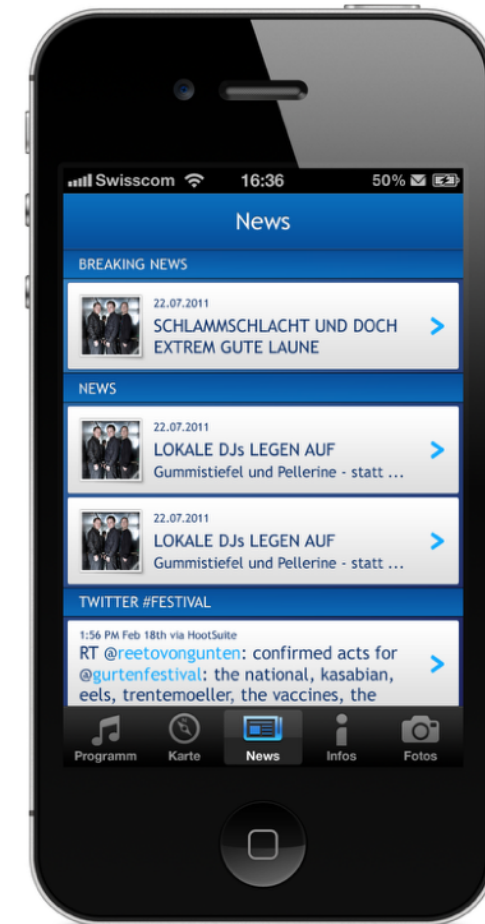 Swisscom 16:36 50%
News
BREAKING NEWS
22.07.2011
SCHLAMMSCHLACHT UND DOCH
EXTREM GUTE LAUNE
NEWS
22.07.2011
LOKALE DJs LEGEN AUF
Gummistiefel und Pellerine - statt ...
22.07.2011
LOKALE DJs LEGEN AUF
Gummistiefel und Pellerine - statt ...
TWITTER #FESTIVAL
1:56 PM Feb 18th via HootSuite
RT @reetovongunten: confirmed acts for
@gurtenfestival: the national, kasabian,
eels, trentemoeller, the vaccines, the
Programm Karte News Infos Fotos